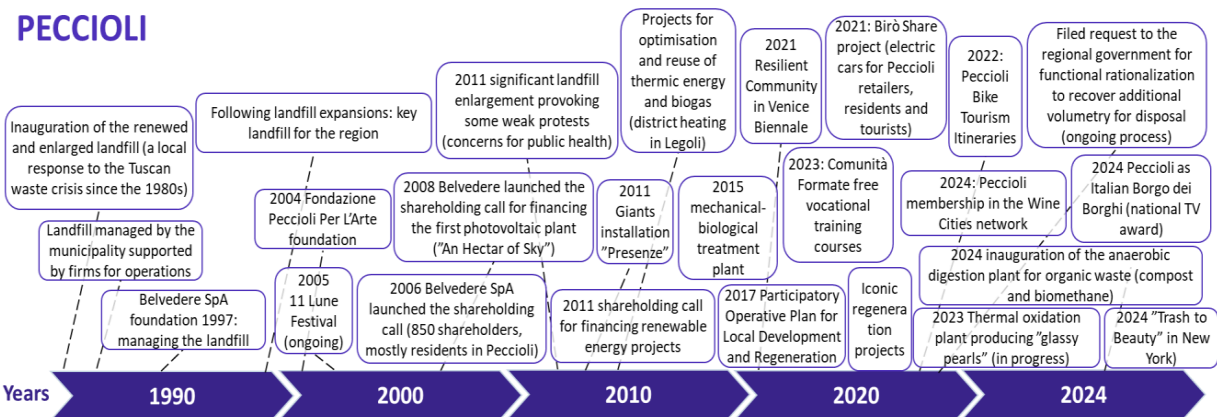 PECCIOLI
Inauguration of the renewed
and enlarged landfill (a local
response to the Tuscan
waste crisis since the 1980s)
Landfill managed by the
municipality supported
by firms for operations
Belvedere SpA
foundation 1997:
managing the landfill
Following landfill expansions: key
landfill for the region
2004 Fondazione
Peccioli Per L’Arte
foundation
2005
11 Lune
Festival
(ongoing)
2011 significant landfill
enlargement provoking
some weak protests
(concerns for public health)
2008 Belvedere launched the
shareholding call for financing
the first photovoltaic plant
(”An Hectar of Sky”)
2006 Belvedere SpA
launched the shareholding
call (850 shareholders,
mostly residents in Peccioli)
Projects for
optimisation
and reuse of
thermic energy
and biogas
(district heating
in Legoli)
2011
Giants
installation
”Presenze”
2011 shareholding call
for financing renewable
energy projects
2021
Resilient
Community
in Venice
Biennale
2015
mechanical-
biological
treatment
plant
2017 Participatory
Operative Plan for
Local Development
and Regeneration
2021: Birò Share
project (electric
cars for Peccioli
retailers,
residents and
tourists)
2023: Comunità
Formate free
vocational
training
courses
Iconic
regenera
tion
projects
2022:
Peccioli
Bike
Tourism
Itineraries
2024: Peccioli
membership in the Wine
Cities network
Filed request to the
regional government for
functional rationalization
to recover additional
volumetry for disposal
(ongoing process)
2024 Peccioli as
Italian Borgo dei
Borghi (national TV
award)
2024 inauguration of the anaerobic
digestion plant for organic waste (compost
and biomethane)
2023 Thermal oxidation
plant producing ”glassy
pearls” (in progress)
2024 ”Trash to
Beauty” in New
York)
Years
1990
2000
2010
2020
2024